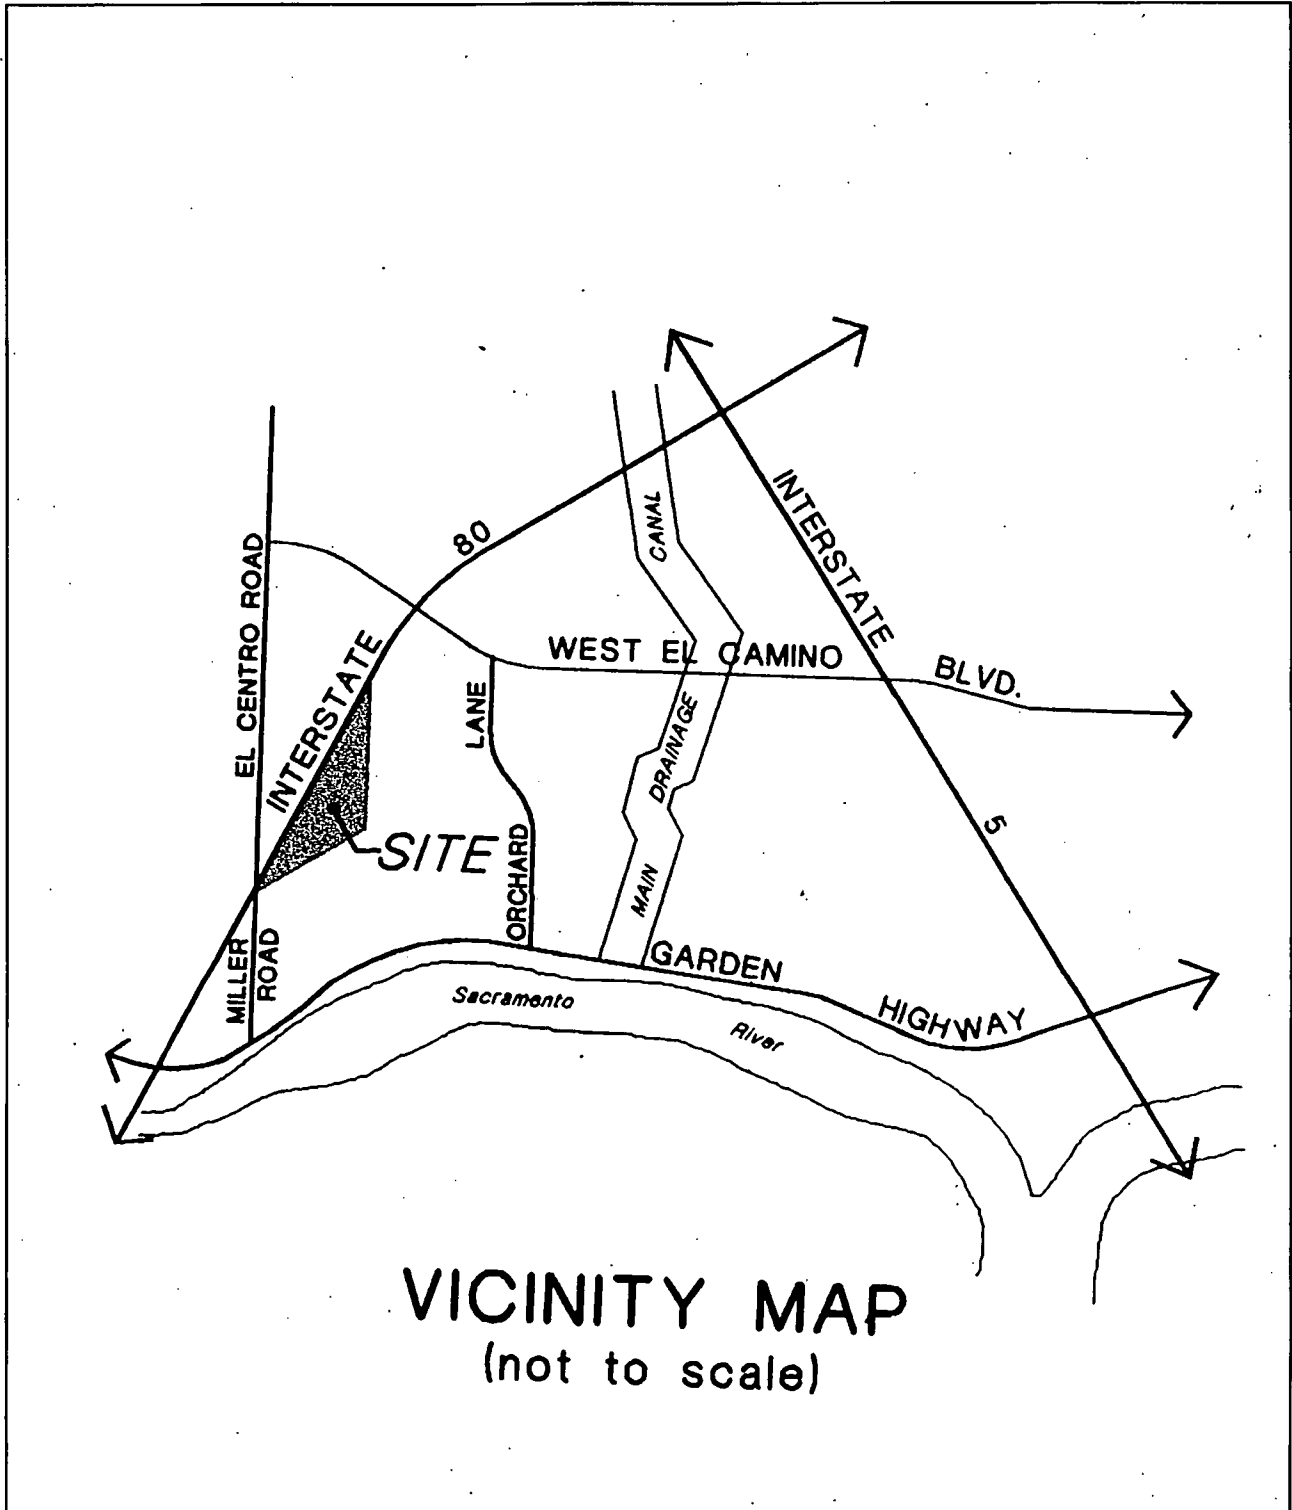 80
INTERSTATE
CANAL
EL CENTRO ROAD
INTERSTATE
WEST EL CAMINO BLVD.
LANE
DRAINAGE
5
SITE
ORCHARD
MAIN
MILLER
ROAD
GARDEN
HIGHWAY
Sacramento
River
VICINITY MAP
(not to scale)